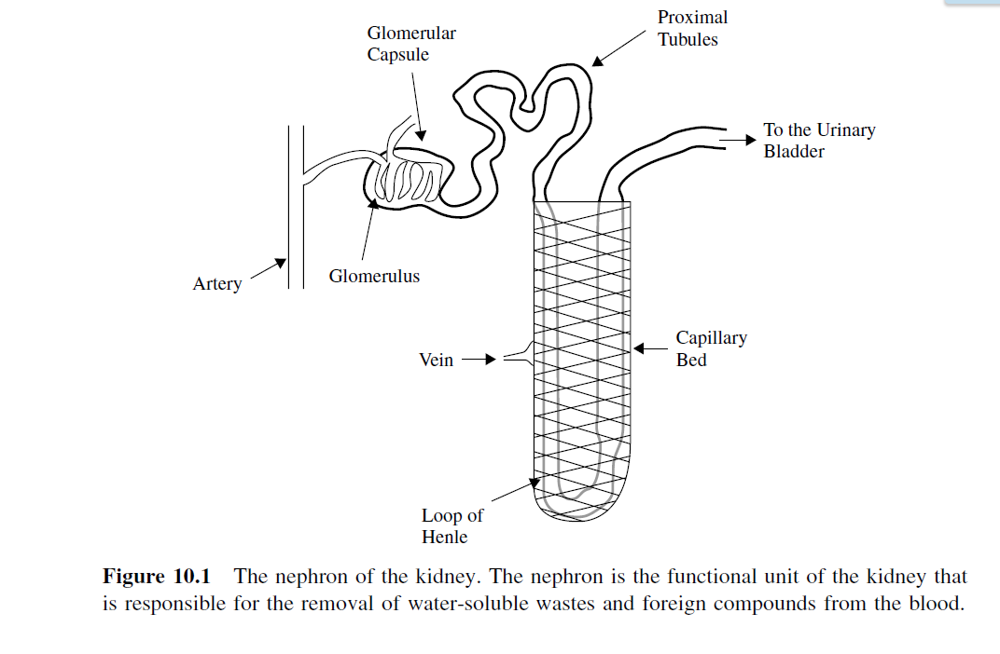 Proximal
Tubules
Glomerular
Capsule
To the Urinary
Bladder
Artery
Glomerulus
Vein
Capillary
Bed
Loop of
Henle
Figure 10.1 The nephron of the kidney. The nephron is the functional unit of the kidney that
is responsible for the removal of water-soluble wastes and foreign compounds from the blood.